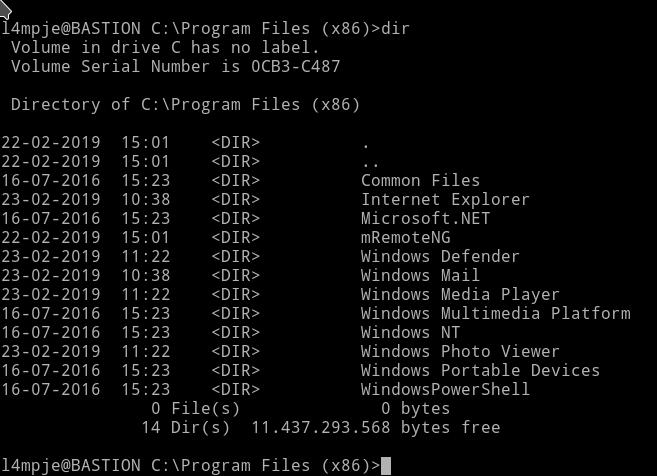 l4mpje@BASTION C:\Program Files (x86)>dir
 Volume in drive C has no label.
 Volume Serial Number is 0CB3-C487

 Directory of C:\Program Files (x86)

22-02-2019  15:01    <DIR>          .
22-02-2019  15:01    <DIR>          ..
16-07-2016  15:23    <DIR>          Common Files
23-02-2019  10:38    <DIR>          Internet Explorer
16-07-2016  15:23    <DIR>          Microsoft.NET
22-02-2019  15:01    <DIR>          mRemoteNG
23-02-2019  11:22    <DIR>          Windows Defender
23-02-2019  10:38    <DIR>          Windows Mail
23-02-2019  11:22    <DIR>          Windows Media Player
16-07-2016  15:23    <DIR>          Windows Multimedia Platform
16-07-2016  15:23    <DIR>          Windows NT
23-02-2019  11:22    <DIR>          Windows Photo Viewer
16-07-2016  15:23    <DIR>          Windows Portable Devices
16-07-2016  15:23    <DIR>          WindowsPowerShell
               0 File(s)              0 bytes
              14 Dir(s)  11.437.293.568 bytes free

l4mpje@BASTION C:\Program Files (x86)>